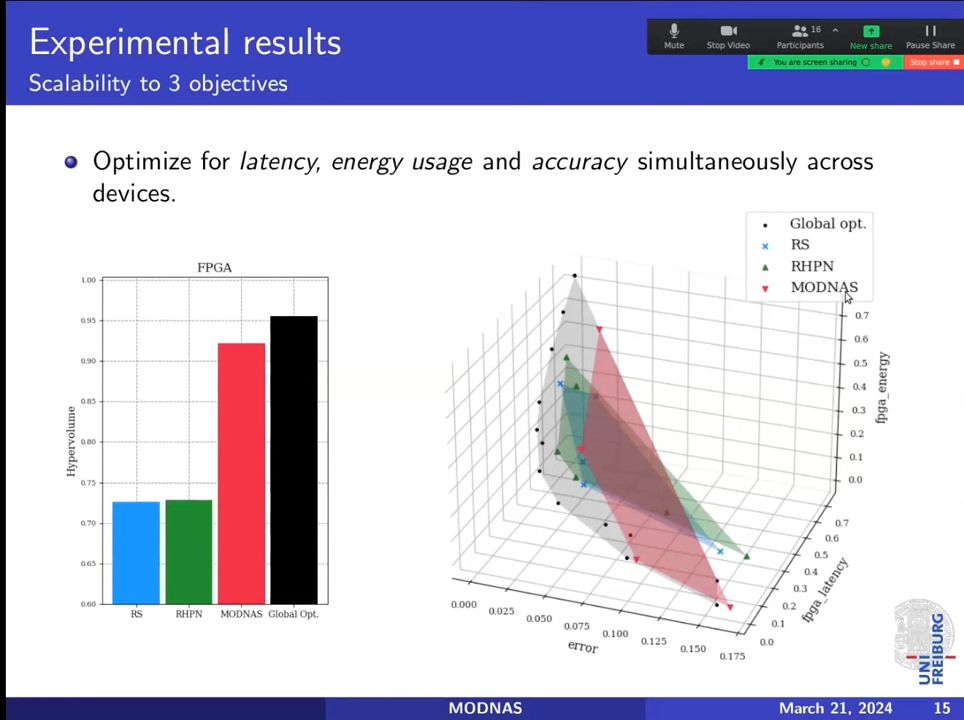 Experimental results
Scalability to 3 objectives
Mute
Stop Video
Participants
16
New share
Pause Share
You are screen sharing
Stop share
Optimize for latency, energy usage and accuracy simultaneously across
devices.
FPGA
Hypervolume
1.00
0.95
0.90
0.85
0.80
0.75
0.70
0.65
0.60
RS
RHPN
MODNAS
Global Opt.
Global opt.
RS
RHPN
MODNAS
0.7
0.6
0.5
0.4
0.3
0.2
0.1
0.0
fpga_energy
0.7
0.6
0.5
0.4
0.3
0.2
0.1
0.0
fpga_latency
0.000
0.025
0.050
0.075
0.100
0.125
0.150
0.175
error
UNI
FREIBURG
MODNAS
March 21, 2024
15